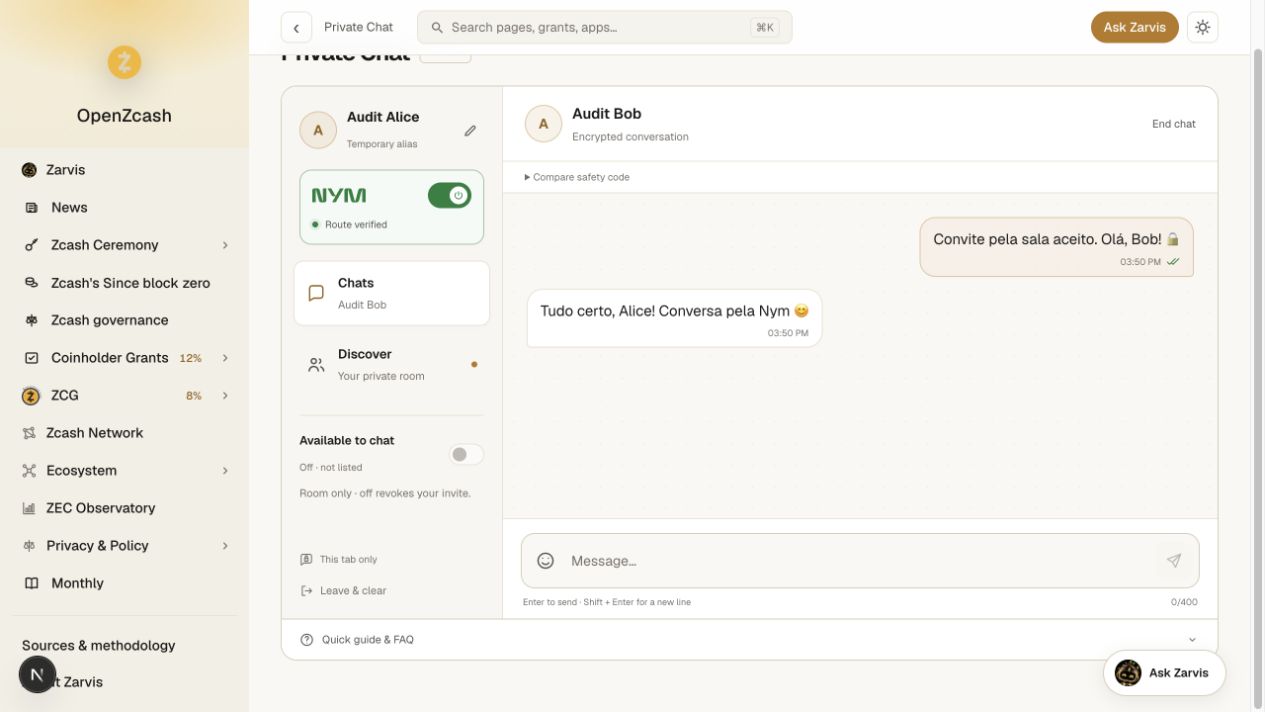 OpenZcash
Zarvis
News
Zcash Ceremony
Zcash's Since block zero
Zcash governance
Coinholder Grants 12%
ZCG 8%
Zcash Network
Ecosystem
ZEC Observatory
Privacy & Policy
Monthly
Sources & methodology
N
t Zarvis
Private Chat
Search pages, grants, apps...
⌘K
Ask Zarvis
Private Chat
A
Audit Alice
Temporary alias
NYM
Route verified
Chats
Audit Bob
Discover
Your private room
Available to chat
Off · not listed
Room only · off revokes your invite.
This tab only
Leave & clear
A
Audit Bob
Encrypted conversation
End chat
Compare safety code
Convite pela sala aceito. Olá, Bob! 🔒
03:50 PM
Tudo certo, Alice! Conversa pela Nym 😊
03:50 PM
Message...
Enter to send · Shift + Enter for a new line
0/400
Quick guide & FAQ
Ask Zarvis